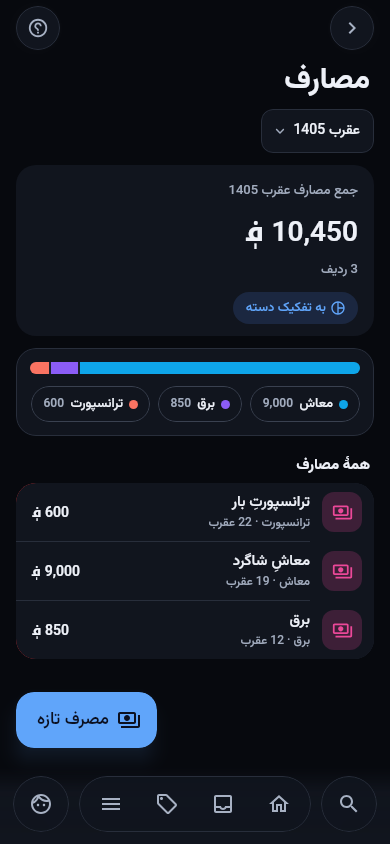 مصارف
عقرب 1405
جمع مصارف عقرب 1405
10,450 ؋
3 ردیف
به تفکیک دسته
معاش 9,000
برق 850
ترانسپورت 600
همهٔ مصارف
ترانسپورتِ بار
600 ؋
ترانسپورت · 22 عقرب
معاشِ شاگرد
9,000 ؋
معاش · 19 عقرب
برق
850 ؋
برق · 12 عقرب
مصرف تازه